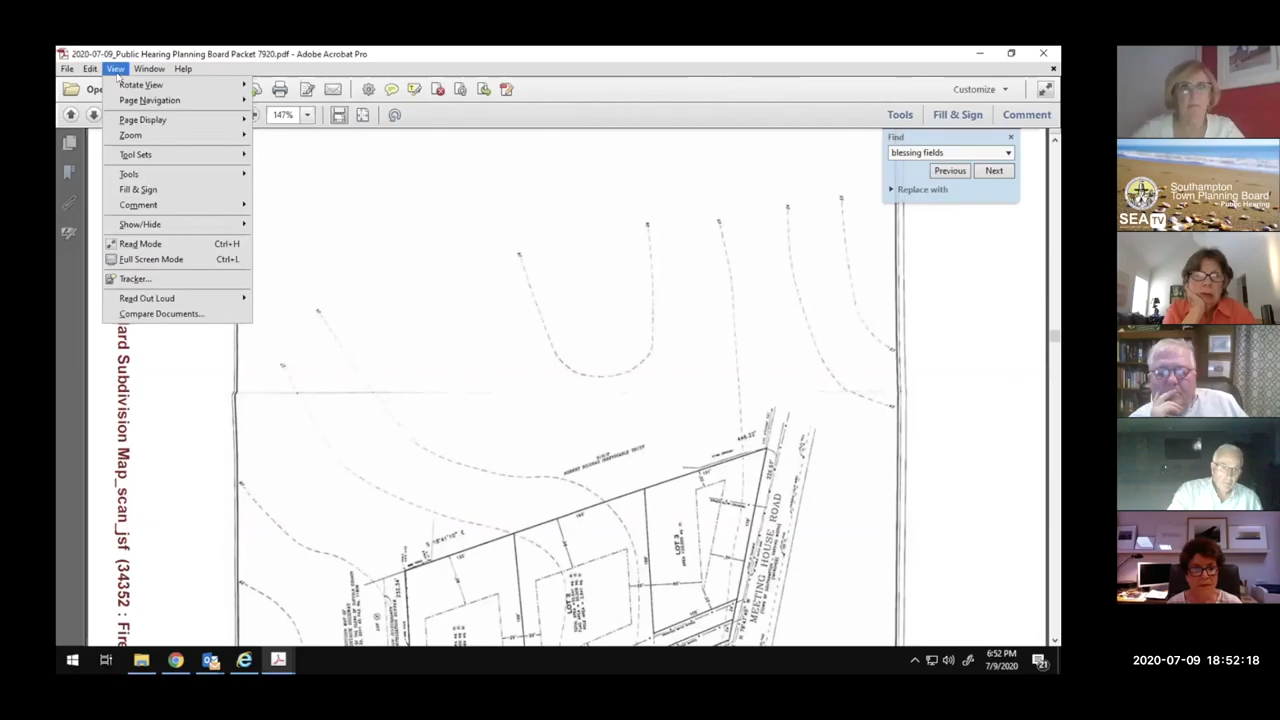 2020-07-09_Public Hearing Planning Board Packet 7920.pdf - Adobe Acrobat Pro
File Edit View Window Help
Rotate View
Page Navigation
Page Display
Zoom
Tool Sets
Tools
Fill & Sign
Comment
Show/Hide
Read Mode Ctrl+H
Full Screen Mode Ctrl+L
Tracker...
Read Out Loud
Compare Documents...
Customize
147%
Tools Fill & Sign Comment
Find
blessing fields
Previous Next
Replace with
ard Subdivision Map_scan_jsf (34352 : Fire
LOT 3
LOT 2
MEETING HOUSE ROAD
Southampton
Town Planning Board
Public Hearing
SEA TV
6:52 PM
7/9/2020
21
2020-07-09 18:52:18